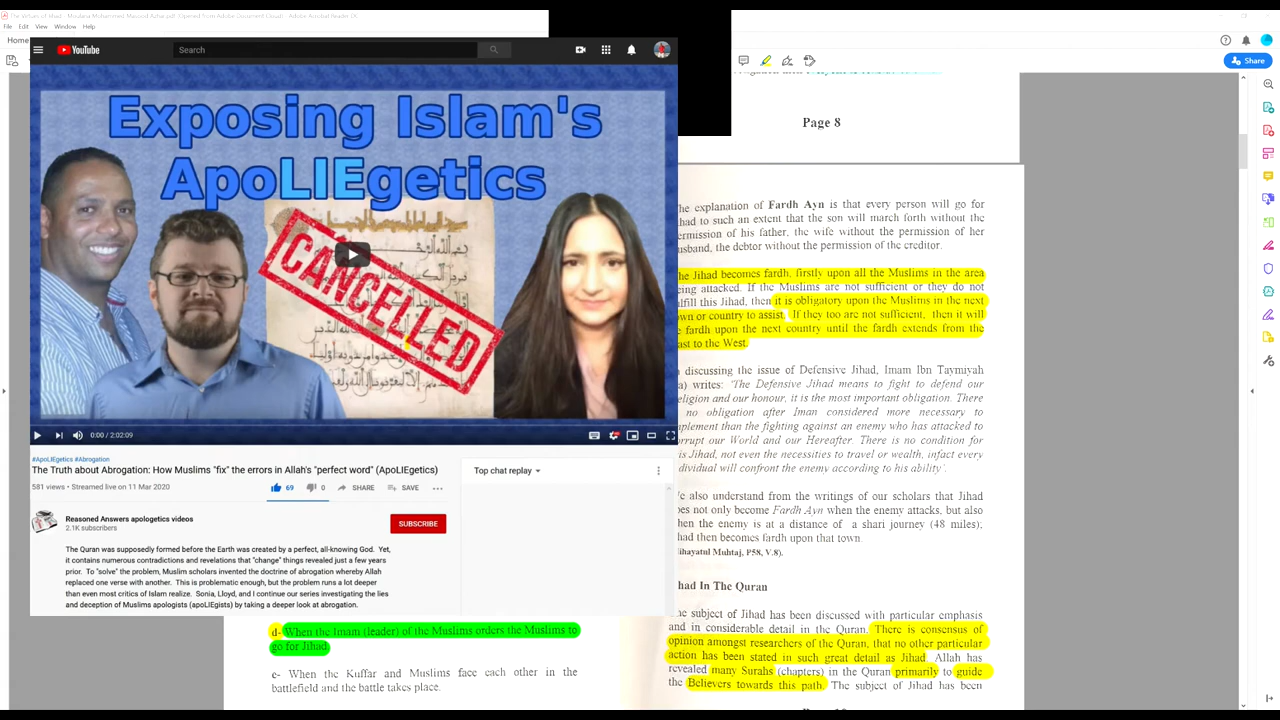 The Virtues of Jihad - Moulana Mohammed Masood Azhar.pdf (Opened from Adobe Document Cloud) - Adobe Acrobat Reader DC
File Edit View Window Help
Home
Share
YouTube
Search
Exposing Islam's
ApoLIEgetics
CANCELLED
0:00 / 2:02:09
#ApoLIEgetics #Abrogation
The Truth about Abrogation: How Muslims "fix" the errors in Allah's "perfect word" (ApoLIEgetics)
581 views • Streamed live on 11 Mar 2020
69 0 SHARE SAVE
Reasoned Answers apologetics videos
2.1K subscribers
SUBSCRIBE
The Quran was supposedly formed before the Earth was created by a perfect, all-knowing God. Yet,
it contains numerous contradictions and revelations that "change" things revealed just a few years
prior. To "solve" the problem, Muslim scholars invented the doctrine of abrogation whereby Allah
replaced one verse with another. This is problematic enough, but the problem runs a lot deeper
than even most critics of Islam realize. Sonia, Lloyd, and I continue our series investigating the lies
and deception of Muslims apologists (apoLIEgists) by taking a deeper look at abrogation.
Top chat replay
d- When the Imam (leader) of the Muslims orders the Muslims to
go for Jihad.
e- When the Kuffar and Muslims face each other in the
battlefield and the battle takes place.
Page 8
explanation of Fardh Ayn is that every person will go for
to such an extent that the son will march forth without the
of his father, the wife without the permission of her
the debtor without the permission of the creditor.
Jihad becomes fardh, firstly upon all the Muslims in the area
attacked. If the Muslims are not sufficient or they do not
this Jihad, then it is obligatory upon the Muslims in the next
or country to assist. If they too are not sufficient, then it will
fardh upon the next country until the fardh extends from the
to the West.
discussing the issue of Defensive Jihad, Imam Ibn Taymiyah
writes: 'The Defensive Jihad means to fight to defend our
and our honour, it is the most important obligation. There
no obligation after Iman considered more necessary to
than the fighting against an enemy who has attacked to
our World and our Hereafter. There is no condition for
Jihad, not even the necessities to travel or wealth, infact every
will confront the enemy according to his ability'.
also understand from the writings of our scholars that Jihad
not only become Fardh Ayn when the enemy attacks, but also
the enemy is at a distance of a shari journey (48 miles);
then becomes fardh upon that town.
P58, V.8).
In The Quran
subject of Jihad has been discussed with particular emphasis
and in considerable detail in the Quran. There is consensus of
opinion amongst researchers of the Quran, that no other particular
action has been stated in such great detail as Jihad. Allah has
revealed many Surahs (chapters) in the Quran primarily to guide
the Believers towards this path. The subject of Jihad has been